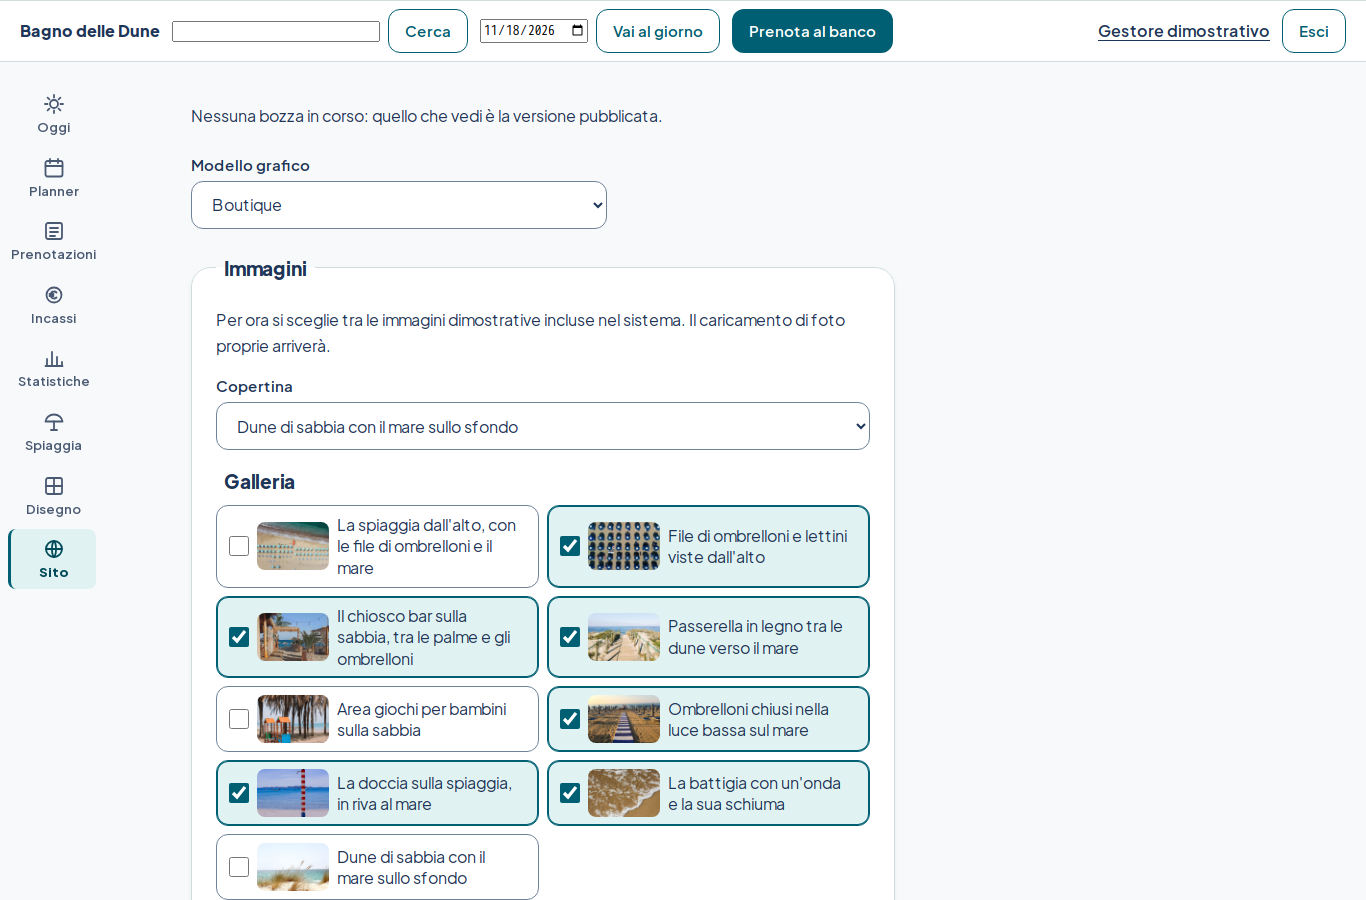 Bagno delle Dune
Cerca
11/18/2026
Vai al giorno
Prenota al banco
Gestore dimostrativo
Esci
Oggi
Planner
Prenotazioni
Incassi
Statistiche
Spiaggia
Disegno
Sito
Nessuna bozza in corso: quello che vedi è la versione pubblicata.
Modello grafico
Boutique
Immagini
Per ora si sceglie tra le immagini dimostrative incluse nel sistema. Il caricamento di foto
proprie arriverà.
Copertina
Dune di sabbia con il mare sullo sfondo
Galleria
La spiaggia dall'alto, con
le file di ombrelloni e il
mare
File di ombrelloni e lettini
viste dall'alto
Il chiosco bar sulla
sabbia, tra le palme e gli
ombrelloni
Passerella in legno tra le
dune verso il mare
Area giochi per bambini
sulla sabbia
Ombrelloni chiusi nella
luce bassa sul mare
La doccia sulla spiaggia,
in riva al mare
La battigia con un'onda
e la sua schiuma
Dune di sabbia con il
mare sullo sfondo